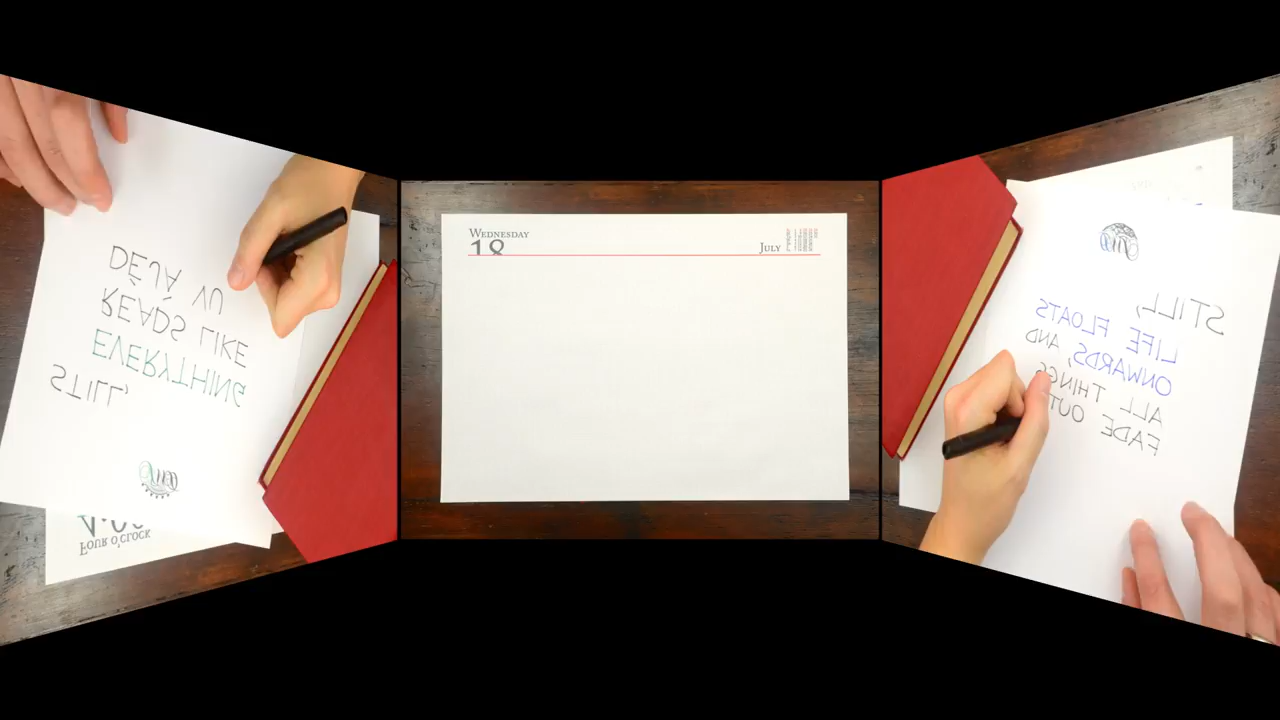 Four o'clock
STILL,
EVERYTHING
READS LIKE
DÉJÀ VU
Wednesday
18
July
STILL,
LIFE FLOATS
ONWARDS, AND
ALL THINGS
FADE OUT